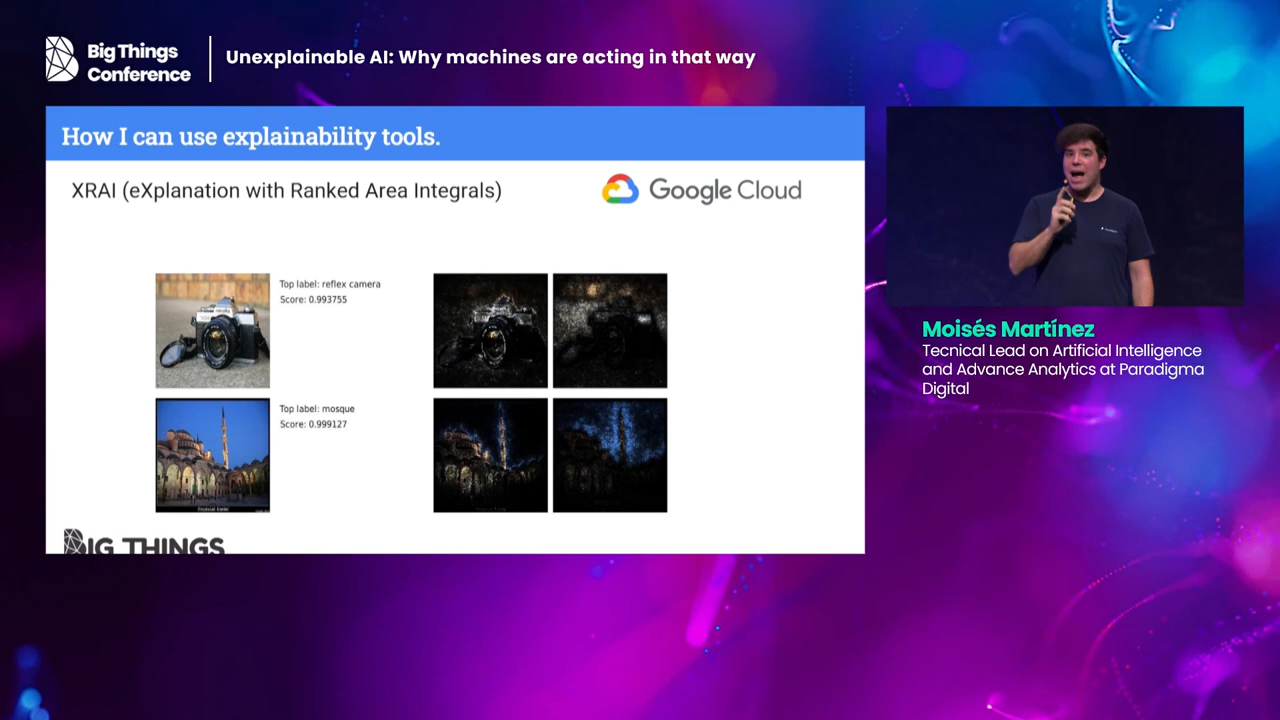 Big Things
Conference
Unexplainable AI: Why machines are acting in that way
How I can use explainability tools.
XRAI (eXplanation with Ranked Area Integrals)
Google Cloud
Top label: reflex camera
Score: 0.993755
Top label: mosque
Score: 0.999127
BIG THINGS
Moisés Martínez
Tecnical Lead on Artificial Intelligence
and Advance Analytics at Paradigma
Digital